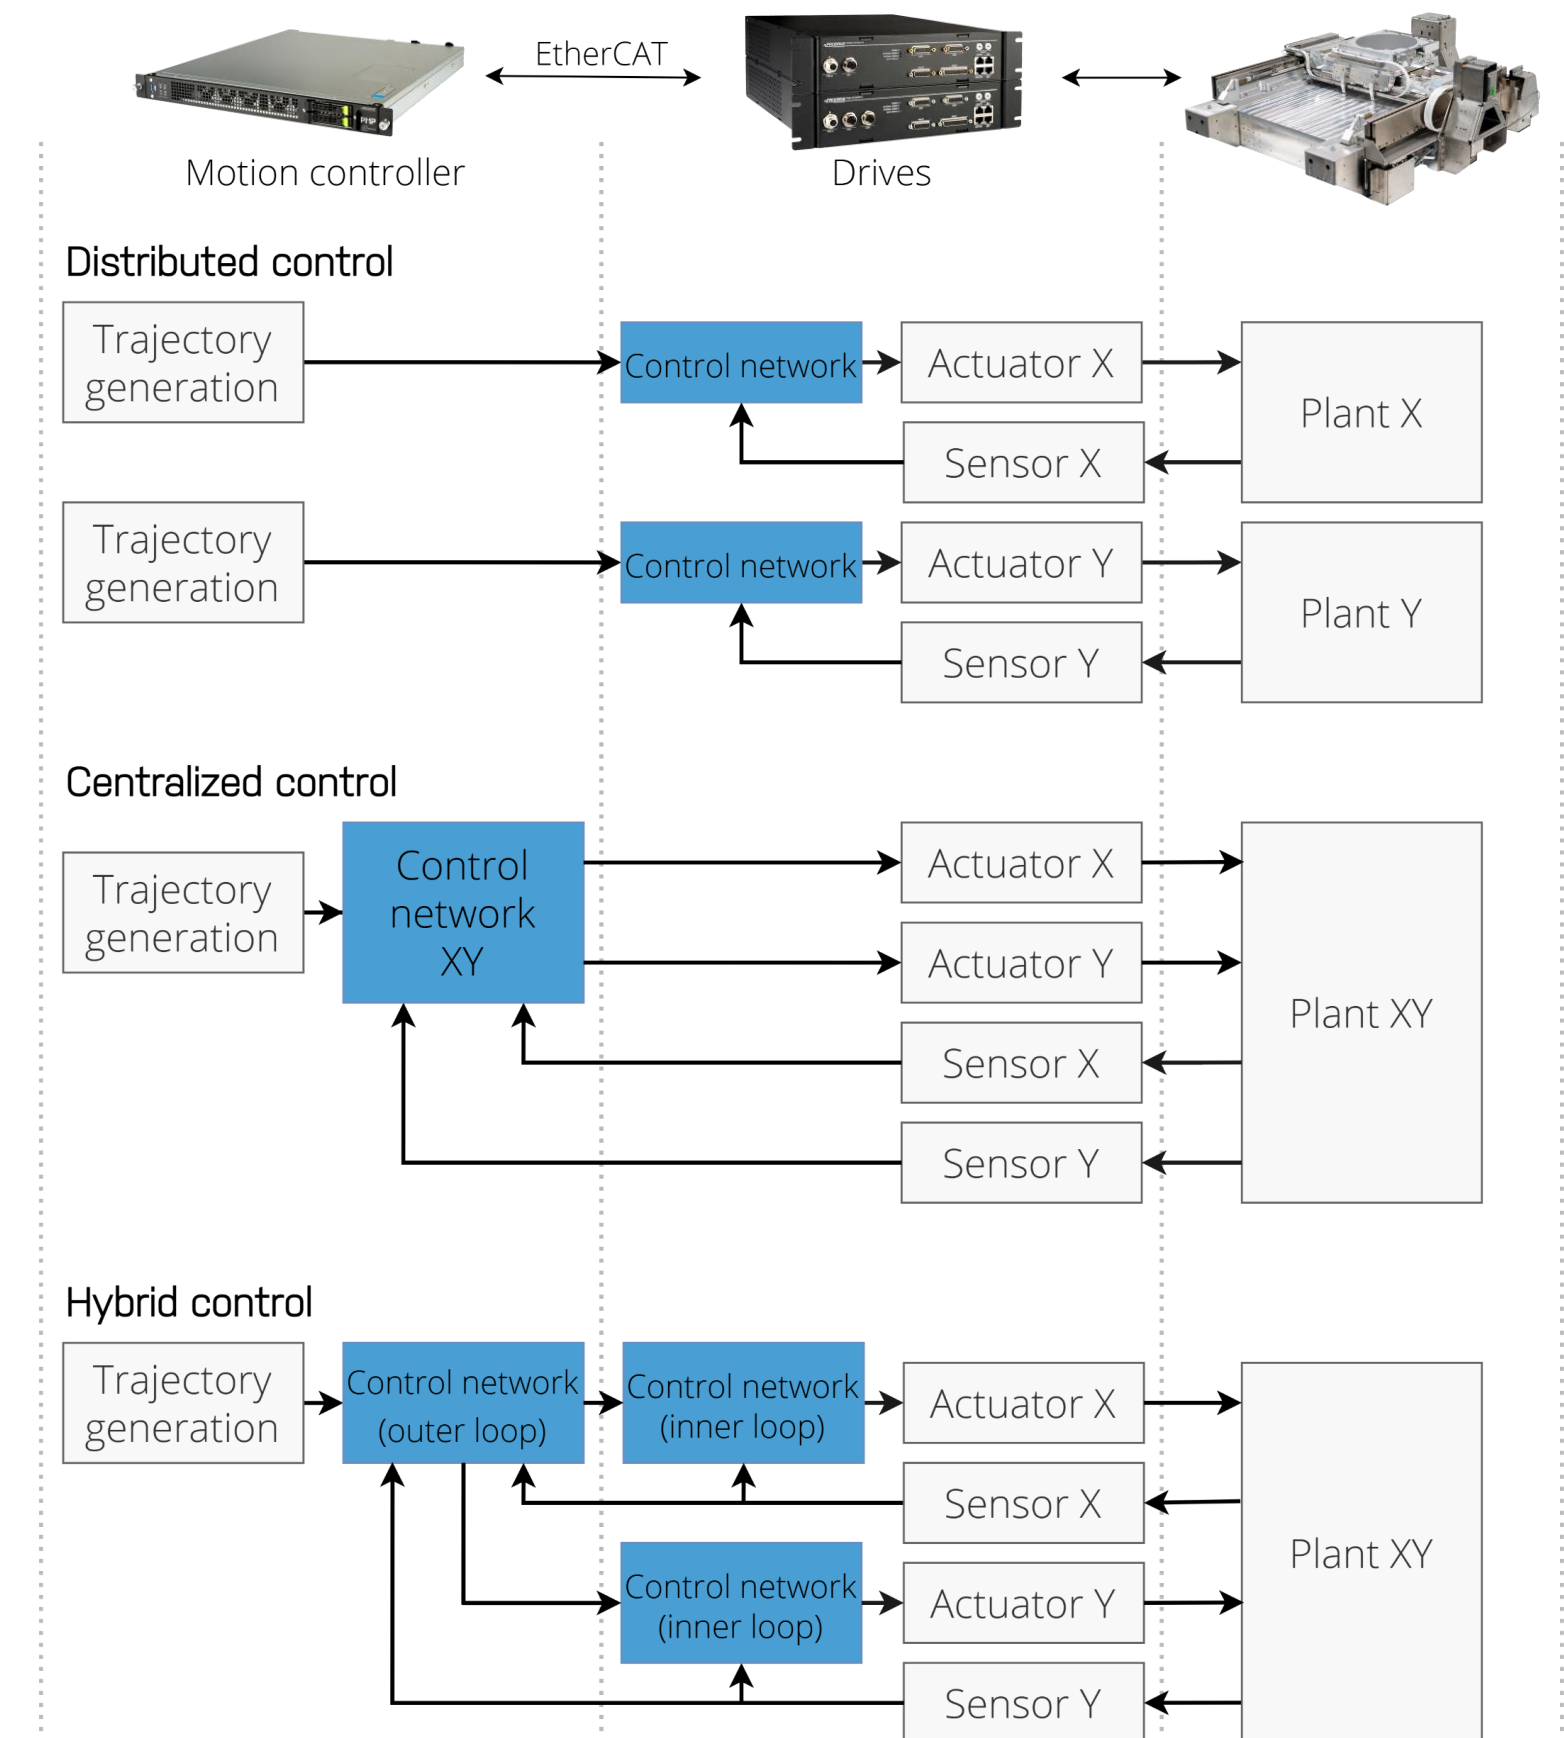 EtherCAT
PMP
Motion controller
Drives
Distributed control
Trajectory
generation
Control network
Actuator X
Plant X
Sensor X
Trajectory
generation
Control network
Actuator Y
Plant Y
Sensor Y
Centralized control
Trajectory
generation
Control
network
XY
Actuator X
Actuator Y
Plant XY
Sensor X
Sensor Y
Hybrid control
Trajectory
generation
Control network
(outer loop)
Control network
(inner loop)
Actuator X
Sensor X
Plant XY
Control network
(inner loop)
Actuator Y
Sensor Y